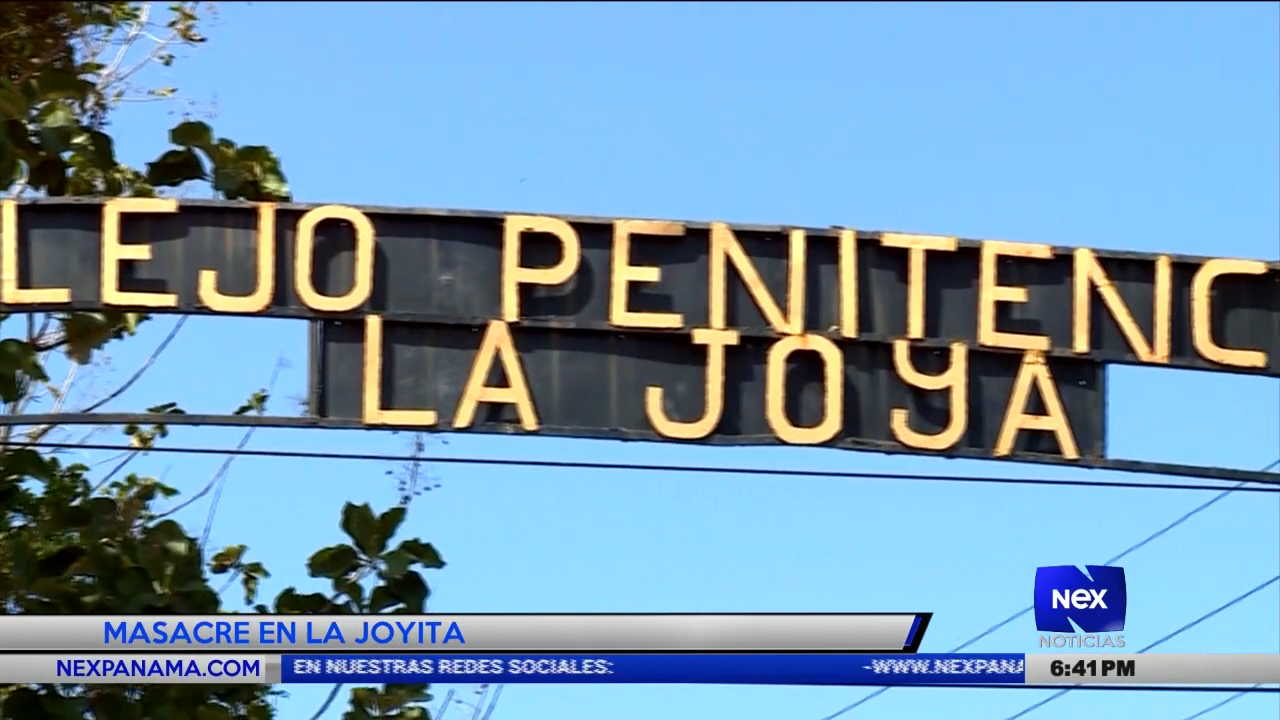 LEJO PENITENC
LA JOYA
MASACRE EN LA JOYITA
NEX
NOTICIAS
NEXPANAMA.COM EN NUESTRAS REDES SOCIALES: -WWW.NEXPANA 6:41 PM